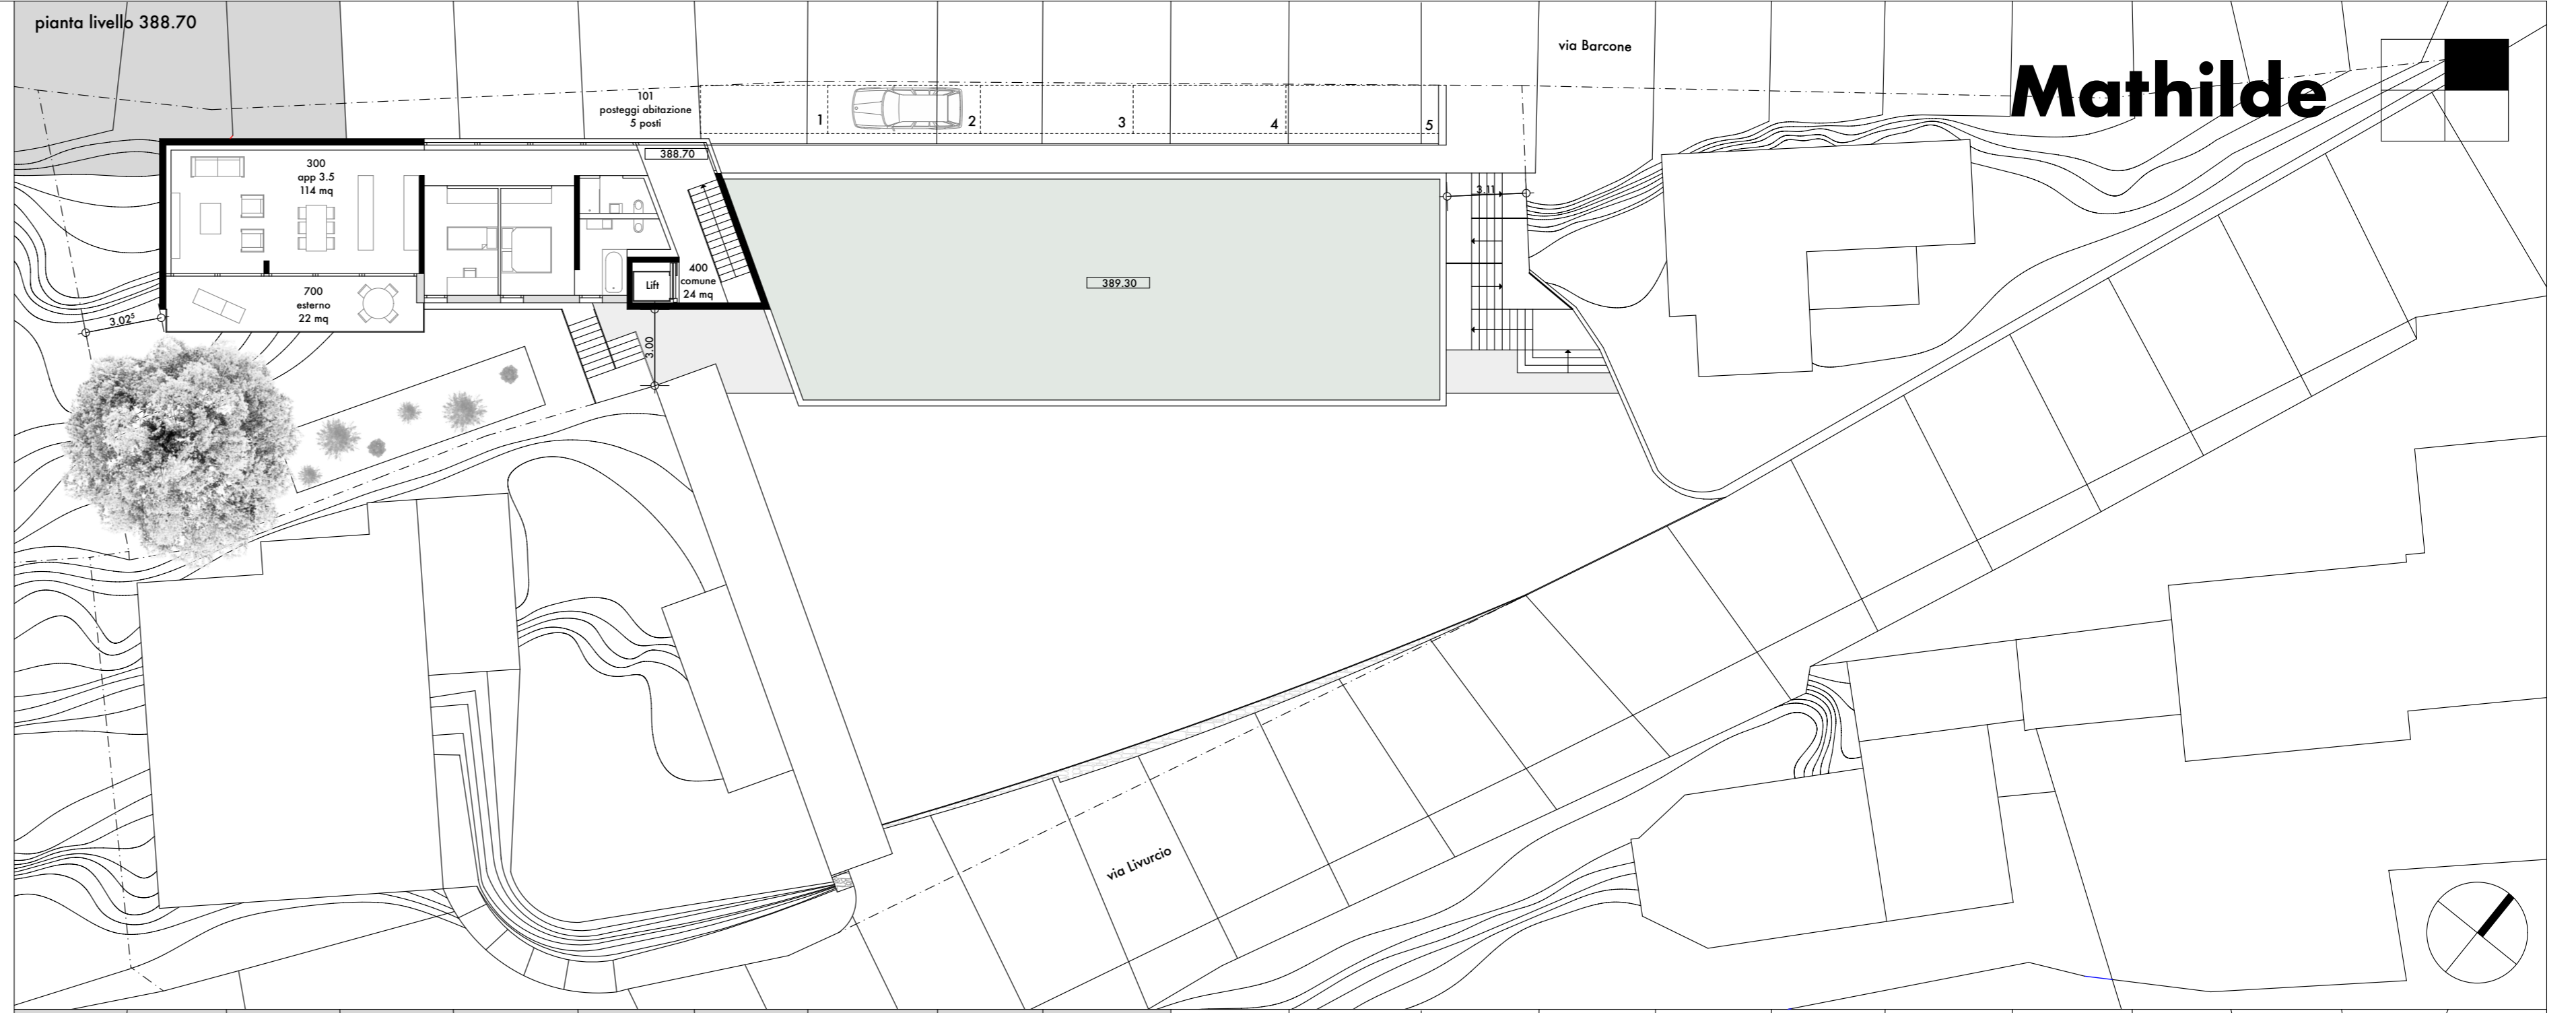 pianta livello 388.70
via Barcone
Mathilde
101
posteggi abitazione
5 posti
1
2
3
4
5
388.70
300
app 3.5
114 mq
3.11
400
comune
24 mq
Lift
389.30
700
esterno
22 mq
3.02⁵
3.00
via Livurcio